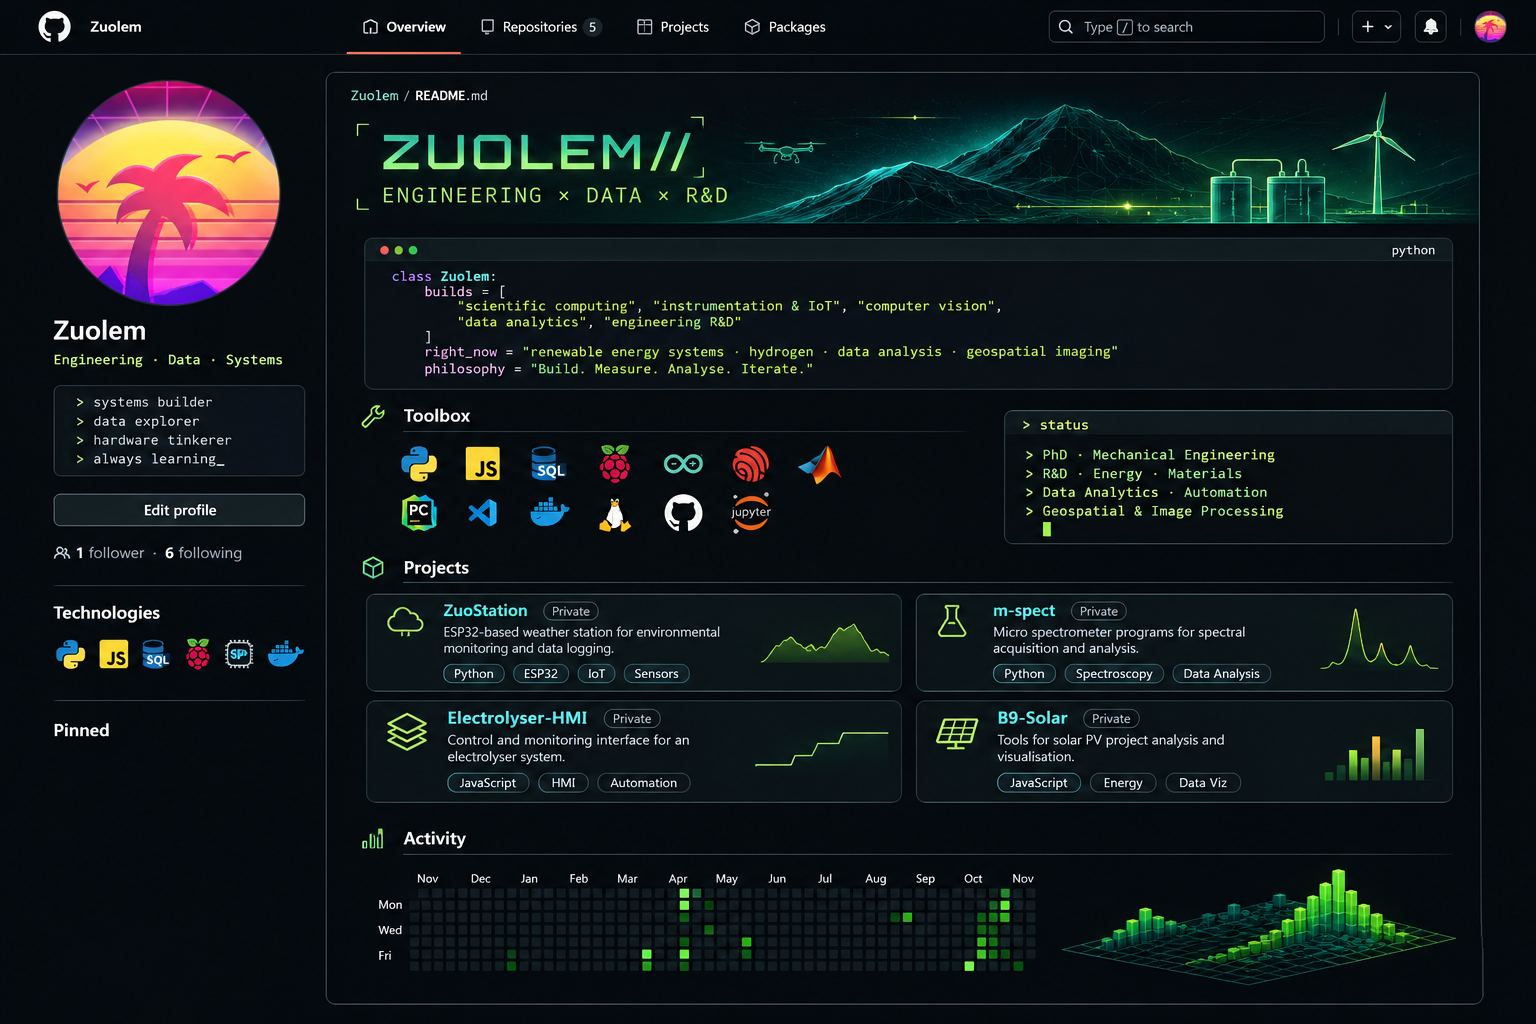 Zuolem
Overview
Repositories 5
Projects
Packages
Type / to search
Zuolem / README.md
ZUOLEM//
ENGINEERING × DATA × R&D
Zuolem
Engineering · Data · Systems
> systems builder
> data explorer
> hardware tinkerer
> always learning_
Edit profile
1 follower · 6 following
Technologies
JS
SQL
SP
Pinned
python
class Zuolem:
builds = [
"scientific computing", "instrumentation & IoT", "computer vision",
"data analytics", "engineering R&D"
]
right_now = "renewable energy systems · hydrogen · data analysis · geospatial imaging"
philosophy = "Build. Measure. Analyse. Iterate."
Toolbox
JS
SQL
PC
jupyter
> status
> PhD · Mechanical Engineering
> R&D · Energy · Materials
> Data Analytics · Automation
> Geospatial & Image Processing
Projects
ZuoStation Private
ESP32-based weather station for environmental
monitoring and data logging.
Python ESP32 IoT Sensors
m-spect Private
Micro spectrometer programs for spectral
acquisition and analysis.
Python Spectroscopy Data Analysis
Electrolyser-HMI Private
Control and monitoring interface for an
electrolyser system.
JavaScript HMI Automation
B9-Solar Private
Tools for solar PV project analysis and
visualisation.
JavaScript Energy Data Viz
Activity
Nov Dec Jan Feb Mar Apr May Jun Jul Aug Sep Oct Nov
Mon
Wed
Fri